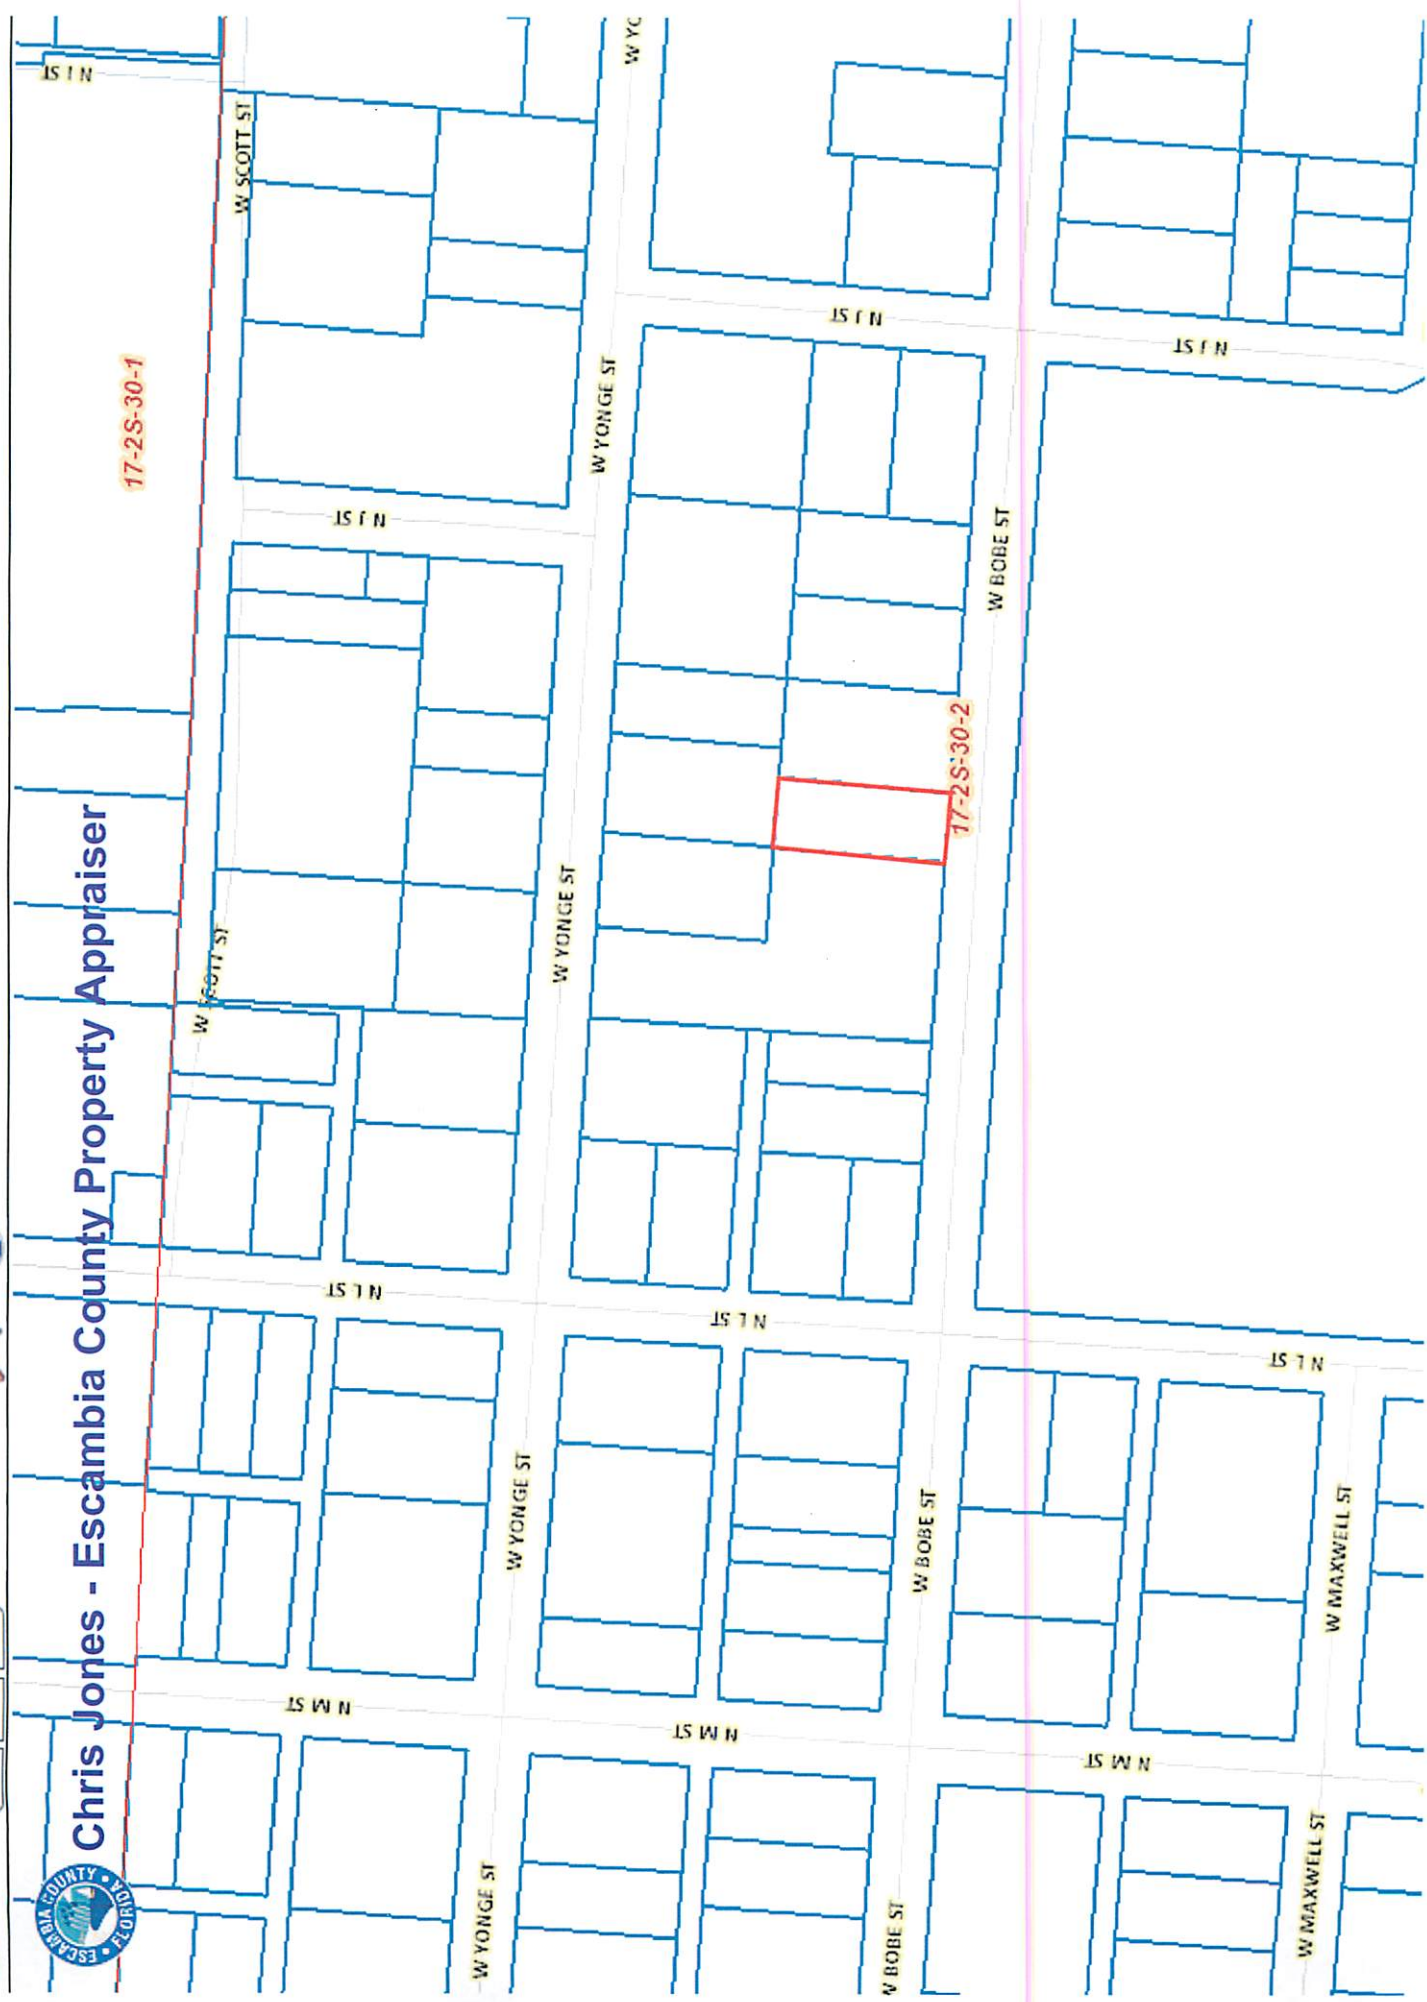 Chris Jones - Escambia County Property Appraiser
ESCAMBIA COUNTY • FLORIDA •
N I ST
17-2S-30-1
W SCOTT ST
W SCOTT ST
N M ST
N L ST
N J ST
W YONGE ST
W YONGE ST
W YONGE ST
W YONGE ST
W YO
N M ST
N L ST
N J ST
W BOBE ST
W BOBE ST
17-2S-30-2
W BOBE ST
N M ST
N L ST
N J ST
W MAXWELL ST
W MAXWELL ST